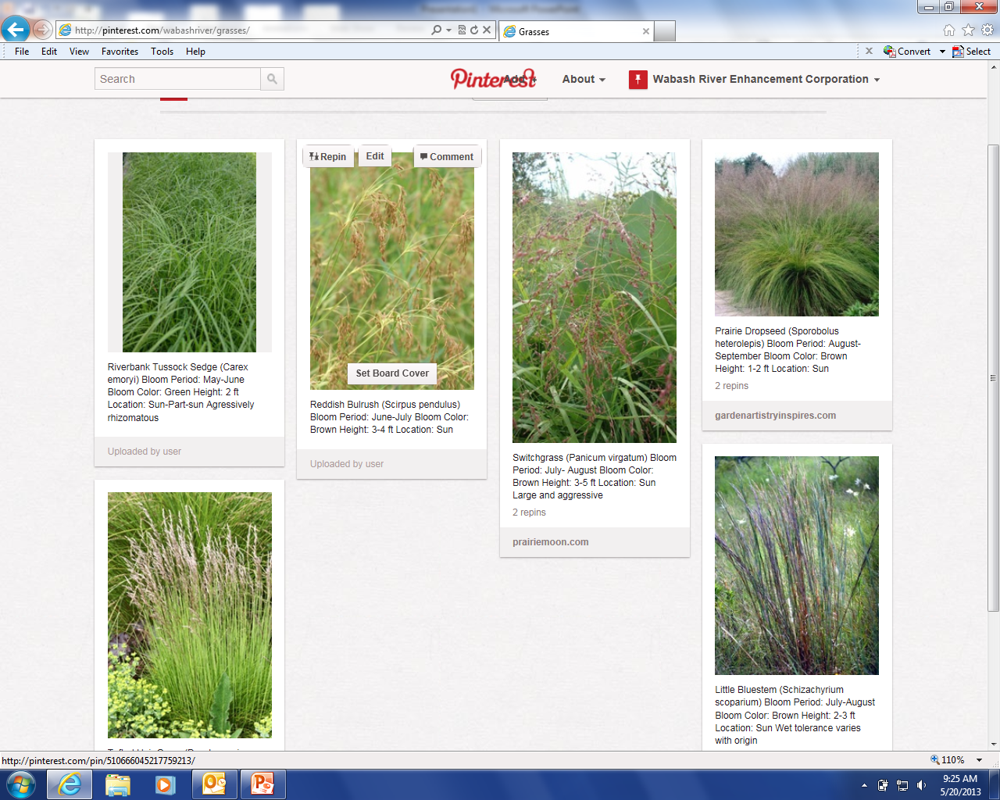 Presentation1 - Microsoft PowerPoint
http://pinterest.com/wabashriver/grasses/
Grasses
File Edit View Favorites Tools Help
Convert Select
Search
Pinterest
Add +
About
Wabash River Enhancement Corporation
Repin
Edit
Comment
Set Board Cover
Riverbank Tussock Sedge (Carex
emoryi) Bloom Period: May-June
Bloom Color: Green Height: 2 ft
Location: Sun-Part-sun Agressively
rhizomatous
Uploaded by user
Reddish Bulrush (Scirpus pendulus)
Bloom Period: June-July Bloom Color:
Brown Height: 3-4 ft Location: Sun
Uploaded by user
Switchgrass (Panicum virgatum) Bloom
Period: July- August Bloom Color:
Brown Height: 3-5 ft Location: Sun
Large and aggressive
2 repins
prairiemoon.com
Prairie Dropseed (Sporobolus
heterolepis) Bloom Period: August-
September Bloom Color: Brown
Height: 1-2 ft Location: Sun
2 repins
gardenartistryinspires.com
Little Bluestem (Schizachyrium
scoparium) Bloom Period: July-August
Bloom Color: Brown Height: 2-3 ft
Location: Sun Wet tolerance varies
with origin
http://pinterest.com/pin/510666045217759213/
110%
9:25 AM
5/20/2013